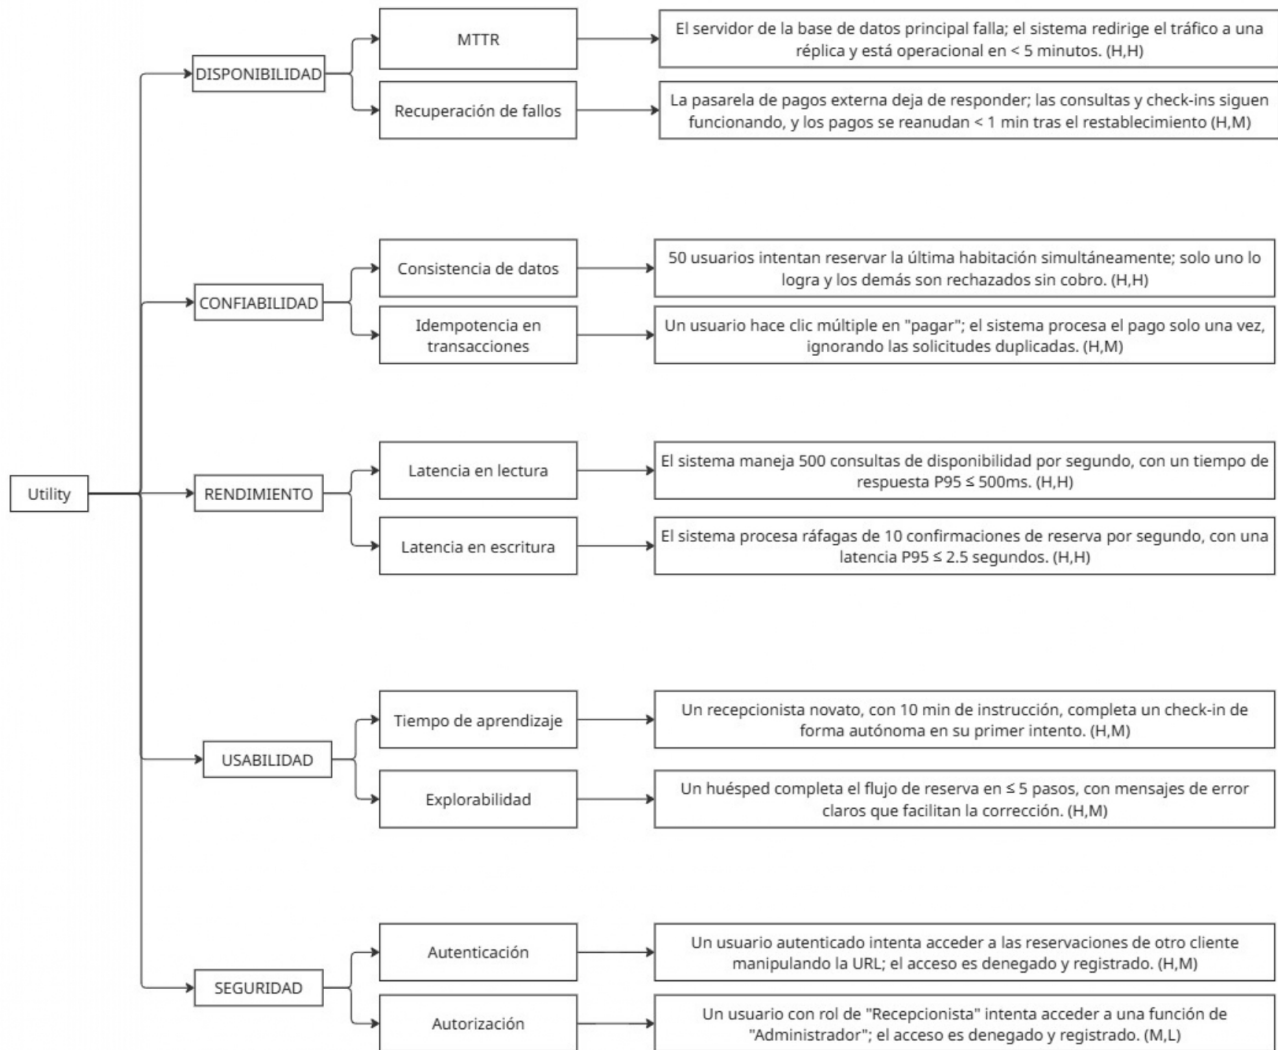 Utility
DISPONIBILIDAD
MTTR
El servidor de la base de datos principal falla; el sistema redirige el tráfico a una
réplica y está operacional en < 5 minutos. (H,H)
Recuperación de fallos
La pasarela de pagos externa deja de responder; las consultas y check-ins siguen
funcionando, y los pagos se reanudan < 1 min tras el restablecimiento (H,M)
CONFIABILIDAD
Consistencia de datos
50 usuarios intentan reservar la última habitación simultáneamente; solo uno lo
logra y los demás son rechazados sin cobro. (H,H)
Idempotencia en
transacciones
Un usuario hace clic múltiple en "pagar"; el sistema procesa el pago solo una vez,
ignorando las solicitudes duplicadas. (H,M)
RENDIMIENTO
Latencia en lectura
El sistema maneja 500 consultas de disponibilidad por segundo, con un tiempo de
respuesta P95 ≤ 500ms. (H,H)
Latencia en escritura
El sistema procesa ráfagas de 10 confirmaciones de reserva por segundo, con una
latencia P95 ≤ 2.5 segundos. (H,H)
USABILIDAD
Tiempo de aprendizaje
Un recepcionista novato, con 10 min de instrucción, completa un check-in de
forma autónoma en su primer intento. (H,M)
Explorabilidad
Un huésped completa el flujo de reserva en ≤ 5 pasos, con mensajes de error
claros que facilitan la corrección. (H,M)
SEGURIDAD
Autenticación
Un usuario autenticado intenta acceder a las reservaciones de otro cliente
manipulando la URL; el acceso es denegado y registrado. (H,M)
Autorización
Un usuario con rol de "Recepcionista" intenta acceder a una función de
"Administrador"; el acceso es denegado y registrado. (M,L)